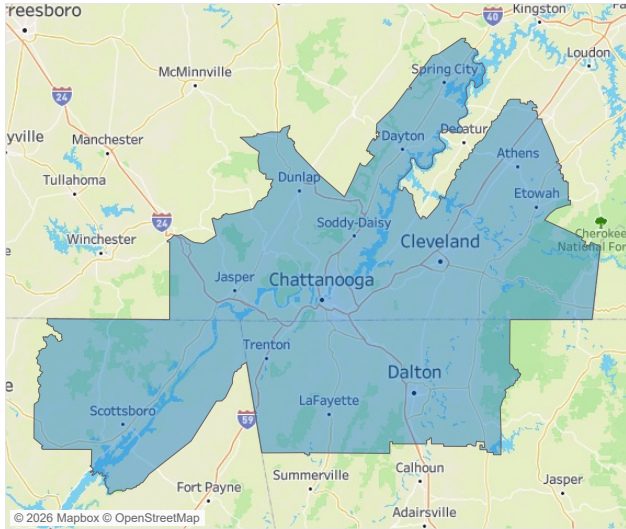 reesboro
40
Kingston
Loudon
McMinnville
Spring City
24
yville
Manchester
Dayton
Decatur
Athens
Tullahoma
Dunlap
Etowah
24
Soddy-Daisy
Winchester
Cleveland
Cherokee
National Fore
Jasper
Chattanooga
Trenton
Dalton
Scottsboro
LaFayette
59
Calhoun
Summerville
Fort Payne
Jasper
Adairsville
© 2026 Mapbox © OpenStreetMap